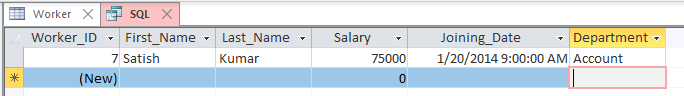 Worker SQL
Worker_ID First_Name Last_Name Salary Joining_Date Department
7 Satish Kumar 75000 1/20/2014 9:00:00 AM Account
* (New) 0